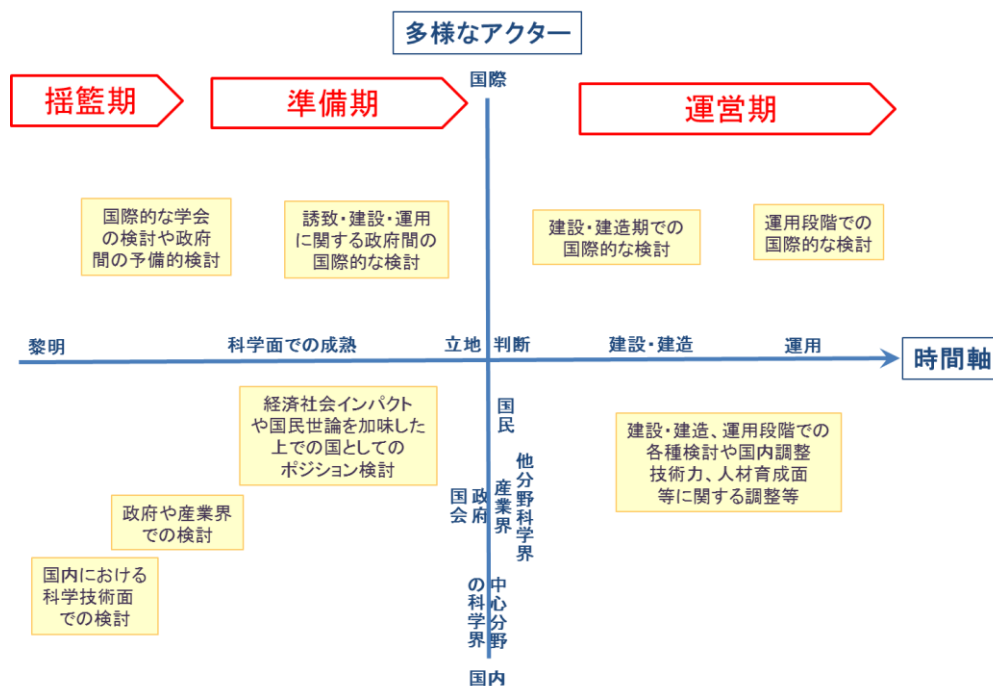 多様なアクター
国際
揺籃期
準備期
運営期
国際的な学会
の検討や政府
間の予備的検討
誘致・建設・運用
に関する政府間の
国際的な検討
建設・建造期での
国際的な検討
運用段階での
国際的な検討
黎明
科学面での成熟
立地
判断
建設・建造
運用
時間軸
経済社会インパクト
や国民世論を加味した
上での国としての
ポジション検討
国民
建設・建造、運用段階での
各種検討や国内調整
技術力、人材育成面
等に関する調整等
他分野科学界
産業界
政府
国会
政府や産業界
での検討
国内における
科学技術面
での検討
中心分野
の科学界
国内